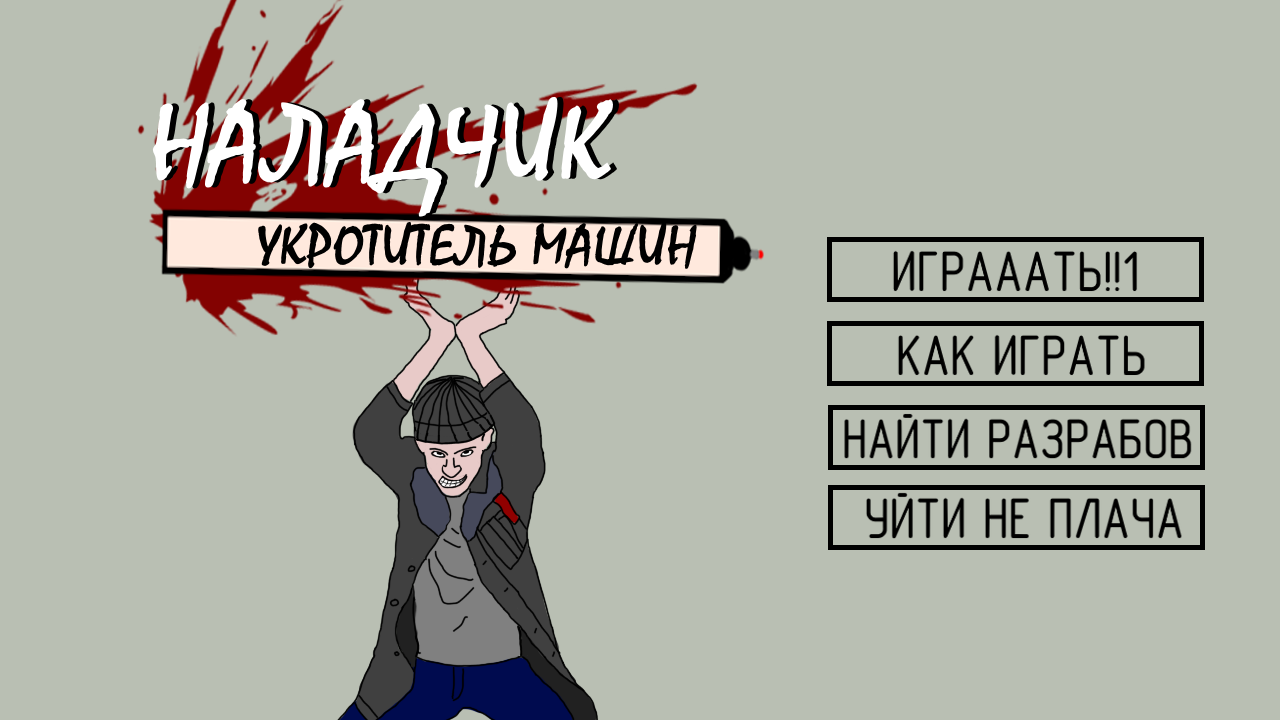 НАЛАДЧИК
УКРОТИТЕЛЬ МАШИН
ИГРАААТЬ!!1
КАК ИГРАТЬ
НАЙТИ РАЗРАБОВ
УЙТИ НЕ ПЛАЧА